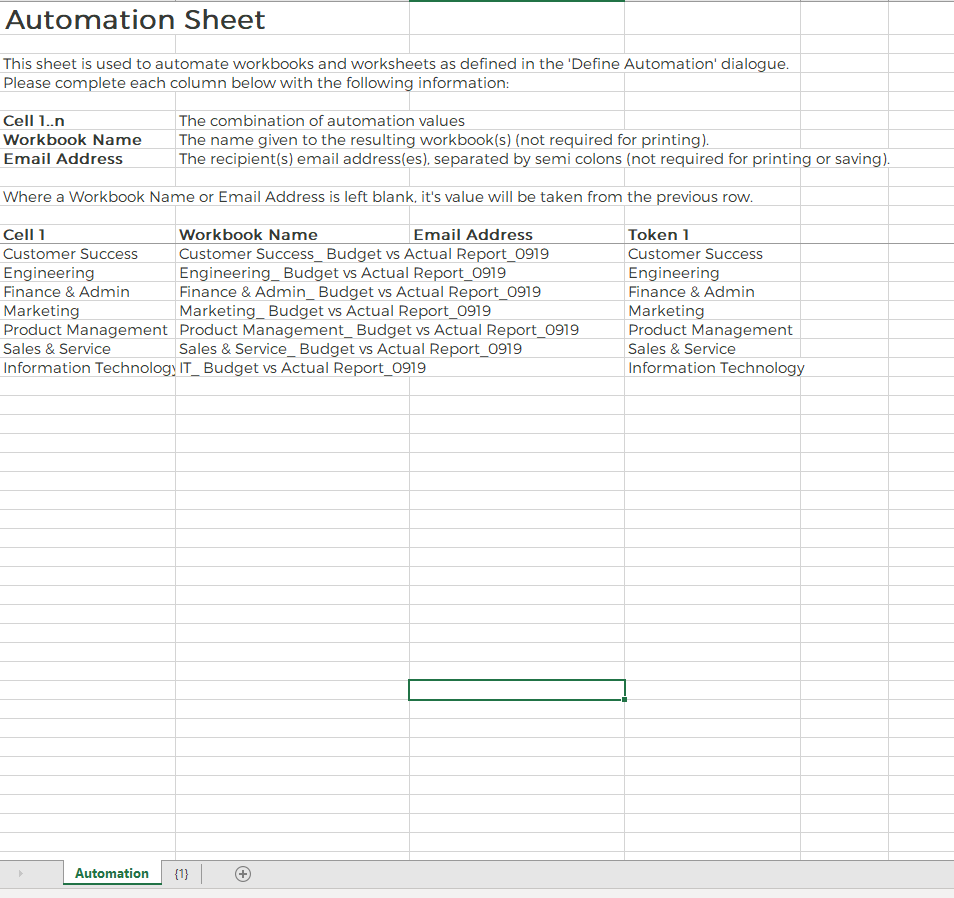 Automation Sheet
This sheet is used to automate workbooks and worksheets as defined in the 'Define Automation' dialogue.
Please complete each column below with the following information:
Cell 1..n The combination of automation values
Workbook Name The name given to the resulting workbook(s) (not required for printing).
Email Address The recipient(s) email address(es), separated by semi colons (not required for printing or saving).
Where a Workbook Name or Email Address is left blank, it's value will be taken from the previous row.
Cell 1 Workbook Name Email Address Token 1
Customer Success Customer Success_ Budget vs Actual Report_0919 Customer Success
Engineering Engineering_ Budget vs Actual Report_0919 Engineering
Finance & Admin Finance & Admin_ Budget vs Actual Report_0919 Finance & Admin
Marketing Marketing_ Budget vs Actual Report_0919 Marketing
Product Management Product Management_ Budget vs Actual Report_0919 Product Management
Sales & Service Sales & Service_ Budget vs Actual Report_0919 Sales & Service
Information Technology IT_ Budget vs Actual Report_0919 Information Technology
Automation {1}